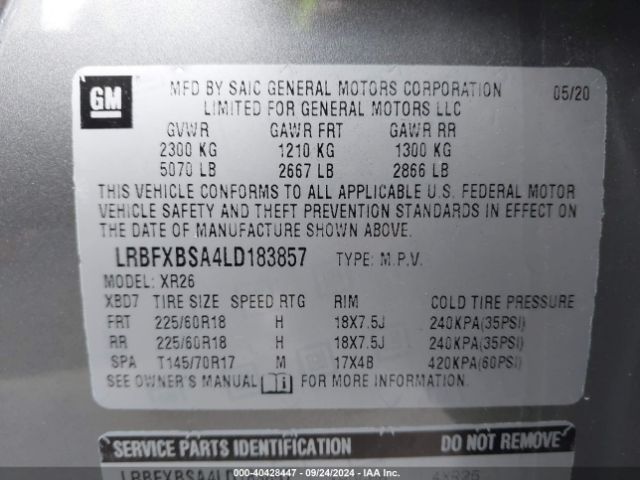 GM
MFD BY SAIC GENERAL MOTORS CORPORATION 05/20
LIMITED FOR GENERAL MOTORS LLC
GVWR GAWR FRT GAWR RR
2300 KG 1210 KG 1300 KG
5070 LB 2667 LB 2866 LB
THIS VEHICLE CONFORMS TO ALL APPLICABLE U.S. FEDERAL MOTOR
VEHICLE SAFETY AND THEFT PREVENTION STANDARDS IN EFFECT ON
THE DATE OF MANUFACTURE SHOWN ABOVE.
LRBFXBSA4LD183857 TYPE: M.P.V.
MODEL: XR26
XBD7 TIRE SIZE SPEED RTG RIM COLD TIRE PRESSURE
FRT 225/60R18 H 18X7.5J 240KPA(35PSI)
RR 225/60R18 H 18X7.5J 240KPA(35PSI)
SPA T145/70R17 M 17X4B 420KPA(60PSI)
SEE OWNER'S MANUAL FOR MORE INFORMATION.
SERVICE PARTS IDENTIFICATION DO NOT REMOVE
000-40428447 - 09/24/2024 - IAA Inc.